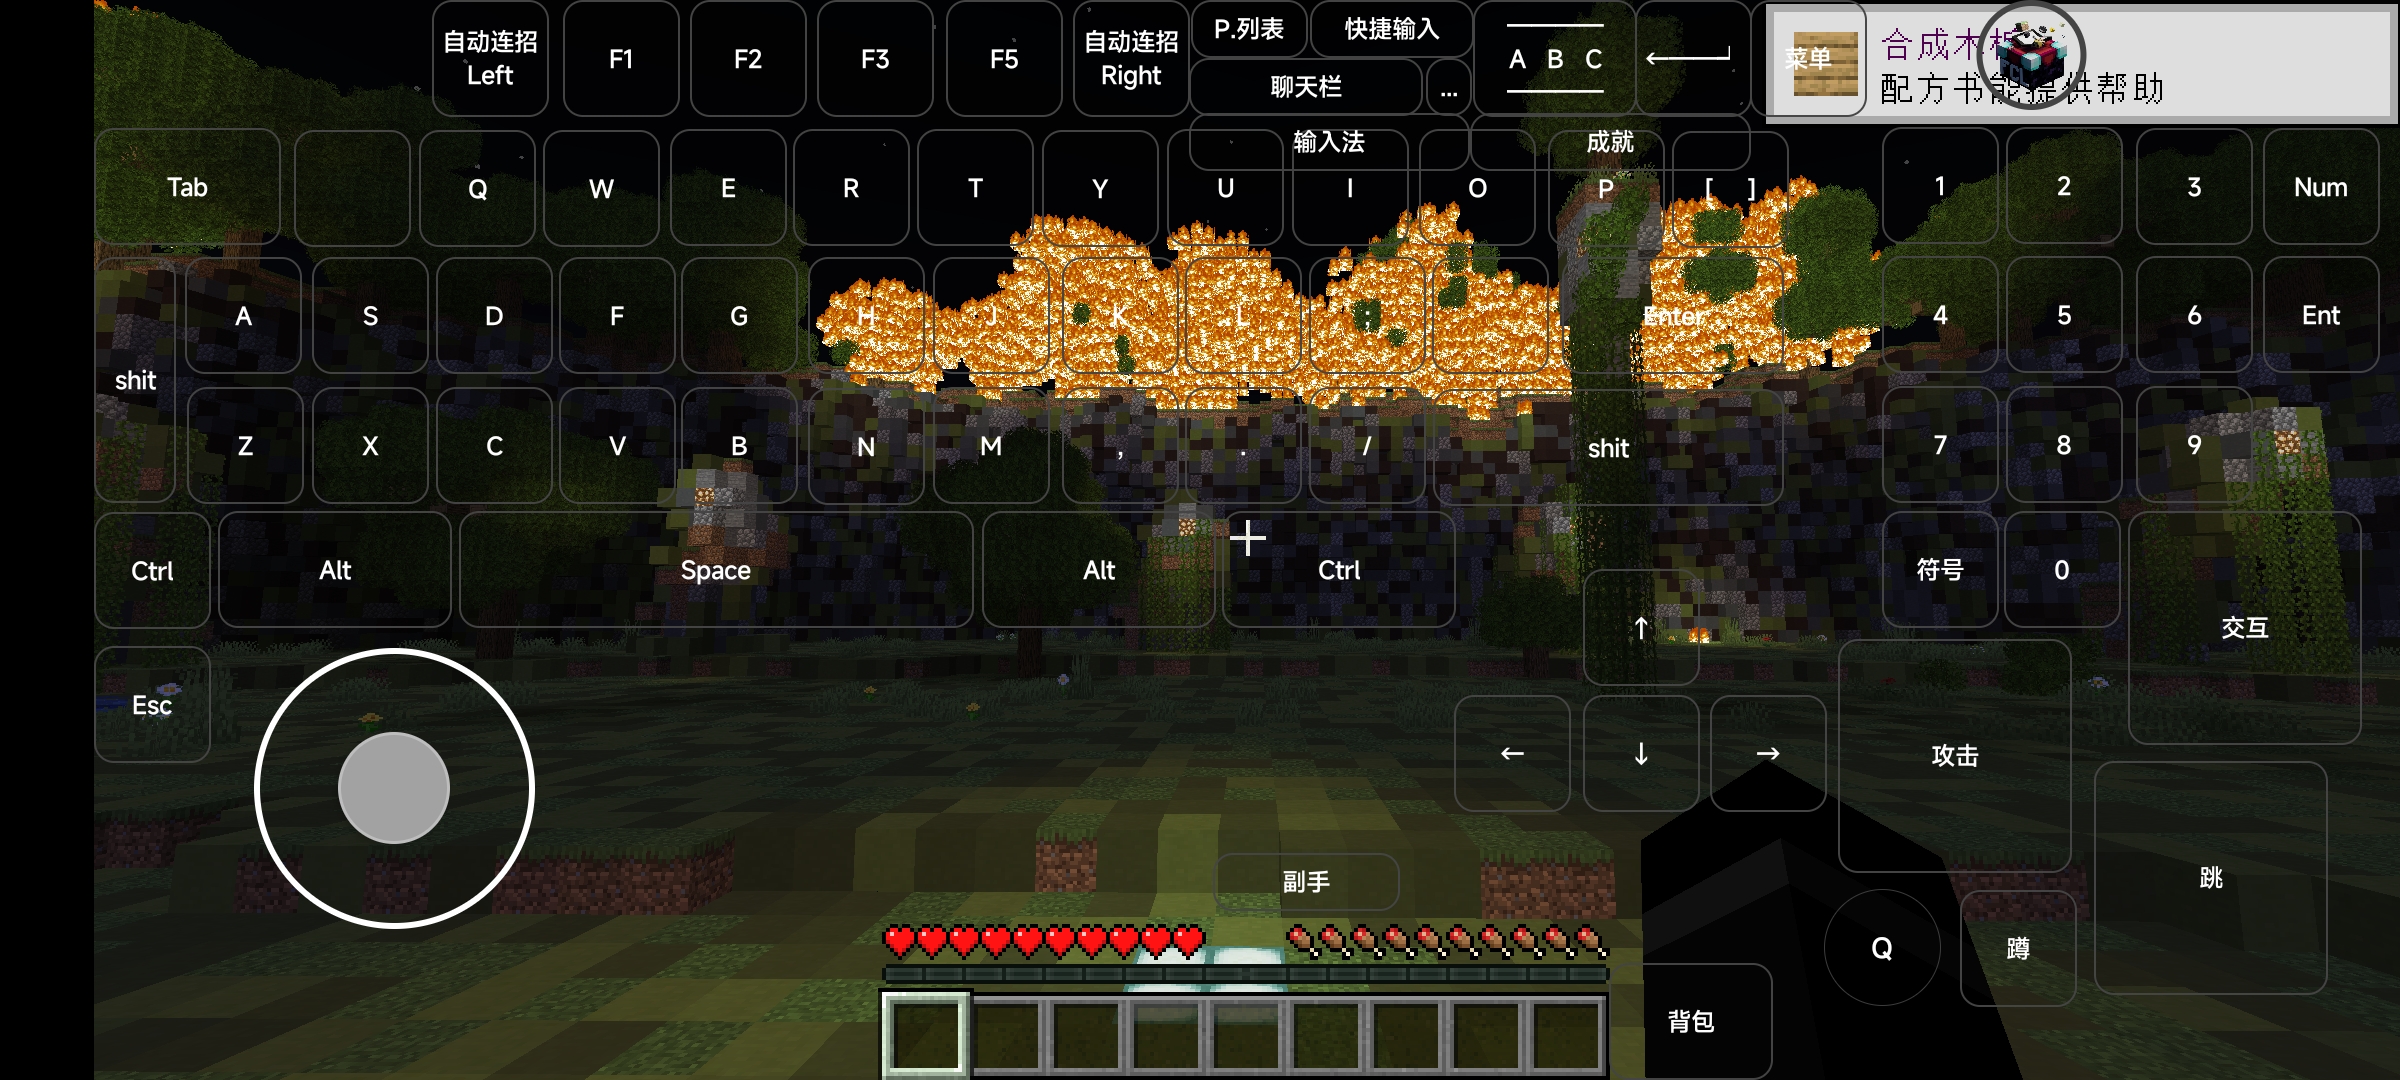 自动连招
Left
F1
F2
F3
F5
自动连招
Right
P.列表
快捷输入
聊天栏
...
A B C
菜单
合成木板
配方书能提供帮助
输入法
成就
Tab
Q
W
E
R
T
Y
U
I
O
P
[ ]
1
2
3
Num
shit
A
S
D
F
G
H
J
K
L
;
Enter
4
5
6
Ent
Z
X
C
V
B
N
M
,
.
/
shit
7
8
9
Ctrl
Alt
Space
Alt
Ctrl
↑
符号
0
交互
Esc
←
↓
→
攻击
副手
跳
Q
蹲
背包